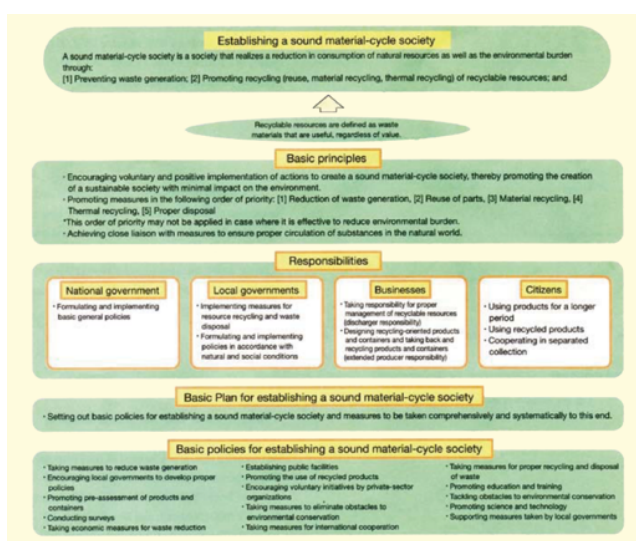 Establishing a sound material-cycle society
A sound material-cycle society is a society that realizes a reduction in consumption of natural resources as well as the environmental burden
through:
[1] Preventing waste generation; [2] Promoting recycling (reuse, material recycling, thermal recycling) of recyclable resources; and
Recyclable resources are defined as waste
materials that are useful, regardless of value.
Basic principles
・Encouraging voluntary and positive implementation of actions to create a sound material-cycle society, thereby promoting the creation
of a sustainable society with minimal impact on the environment.
・Promoting measures in the following order of priority: [1] Reduction of waste generation, [2] Reuse of parts, [3] Material recycling, [4]
Thermal recycling, [5] Proper disposal
*This order of priority may not be applied in case where it is effective to reduce environmental burden.
・Achieving close liaison with measures to ensure proper circulation of substances in the natural world.
Responsibilities
National government
・Formulating and implementing
basic general policies
Local governments
・Implementing measures for
resource recycling and waste
disposal
・Formulating and implementing
policies in accordance with
natural and social conditions
Businesses
・Taking responsibility for proper
management of recyclable resources
(discharger responsibility)
・Designing recycling-oriented products
and containers and taking back and
recycling products and containers
(extended producer responsibility)
Citizens
・Using products for a longer
period
・Using recycled products
・Cooperating in separated
collection
Basic Plan for establishing a sound material-cycle society
・Setting out basic policies for establishing a sound material-cycle society and measures to be taken comprehensively and systematically to this end.
Basic policies for establishing a sound material-cycle society
・Taking measures to reduce waste generation
・Encouraging local governments to develop proper
policies
・Promoting pre-assessment of products and
containers
・Conducting surveys
・Taking economic measures for waste reduction
・Establishing public facilities
・Promoting the use of recycled products
・Encouraging voluntary initiatives by private-sector
organizations
・Taking measures to eliminate obstacles to
environmental conservation
・Taking measures for international cooperation
・Taking measures for proper recycling and disposal
of waste
・Promoting education and training
・Tackling obstacles to environmental conservation
・Promoting science and technology
・Supporting measures taken by local governments